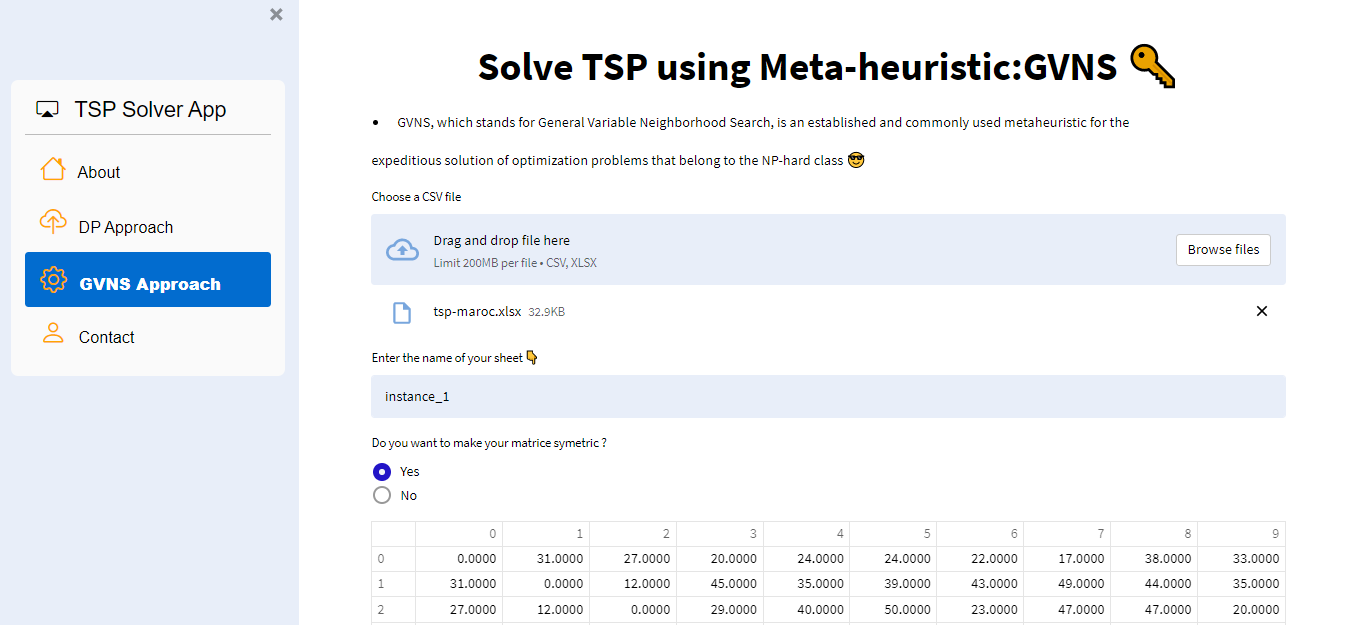 TSP Solver App
About
DP Approach
GVNS Approach
Contact
Solve TSP using Meta-heuristic:GVNS
GVNS, which stands for General Variable Neighborhood Search, is an established and commonly used metaheuristic for the
expeditious solution of optimization problems that belong to the NP-hard class
Choose a CSV file
Drag and drop file here
Limit 200MB per file • CSV, XLSX
Browse files
tsp-maroc.xlsx 32.9KB
Enter the name of your sheet
instance_1
Do you want to make your matrice symetric ?
Yes
No
0 1 2 3 4 5 6 7 8 9
0 0.0000 31.0000 27.0000 20.0000 24.0000 24.0000 22.0000 17.0000 38.0000 33.0000
1 31.0000 0.0000 12.0000 45.0000 35.0000 39.0000 43.0000 49.0000 44.0000 35.0000
2 27.0000 12.0000 0.0000 29.0000 40.0000 50.0000 23.0000 47.0000 47.0000 20.0000